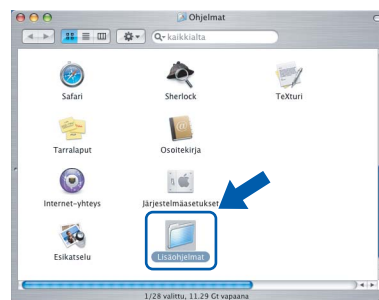 Ohjelmat
kaikkialta
Safari
Sherlock
TeXturi
Tarralaput
Osoitekirja
Internet-yhteys
Järjestelmäasetukset
Esikatselu
Lisäohjelmat
1/28 valittu, 11.29 Gt vapaana